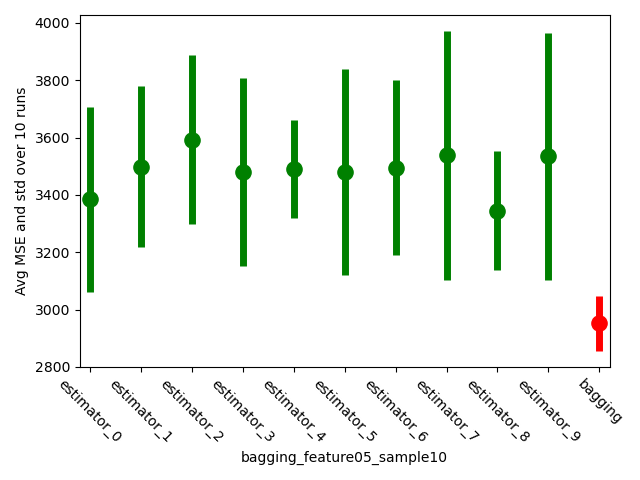 Avg MSE and std over 10 runs
4000
3800
3600
3400
3200
3000
2800
estimator_0
estimator_1
estimator_2
estimator_3
estimator_4
estimator_5
estimator_6
estimator_7
estimator_8
estimator_9
bagging
bagging_feature05_sample10